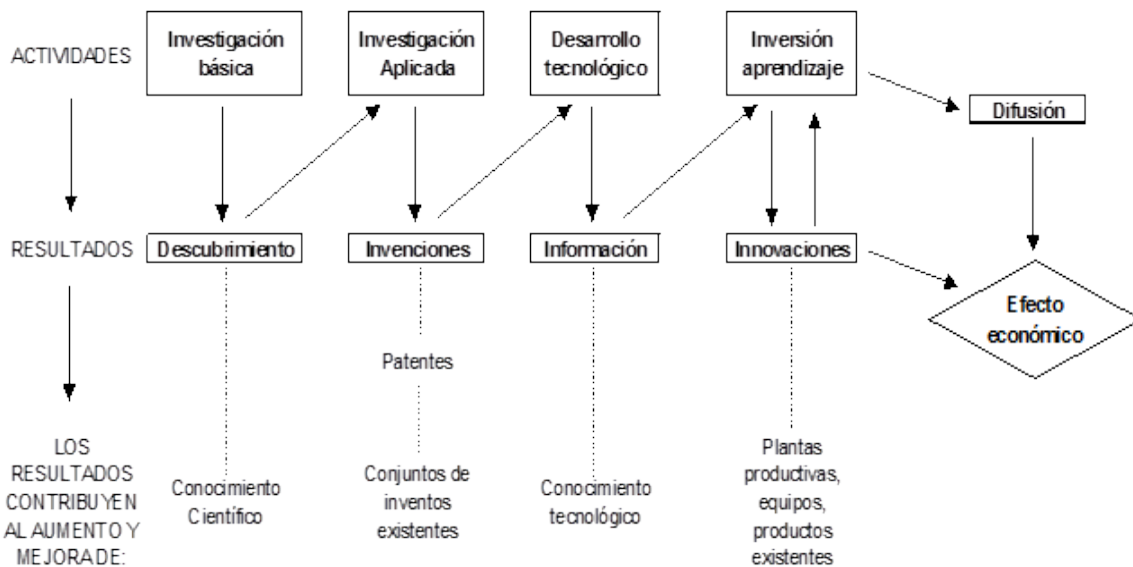 ACTIVIDADES
Investigación
básica
Investigación
Aplicada
Desarrollo
tecnológico
Inversión
aprendizaje
Difusión
RESULTADOS
Descubrimiento
Invenciones
Información
Innovaciones
Efecto
económico
Patentes
LOS
RESULTADOS
CONTRIBUYEN
AL AUMENTO Y
MEJORA DE:
Conocimiento
Científico
Conjuntos de
inventos
existentes
Conocimiento
tecnológico
Plantas
productivas,
equipos,
productos
existentes